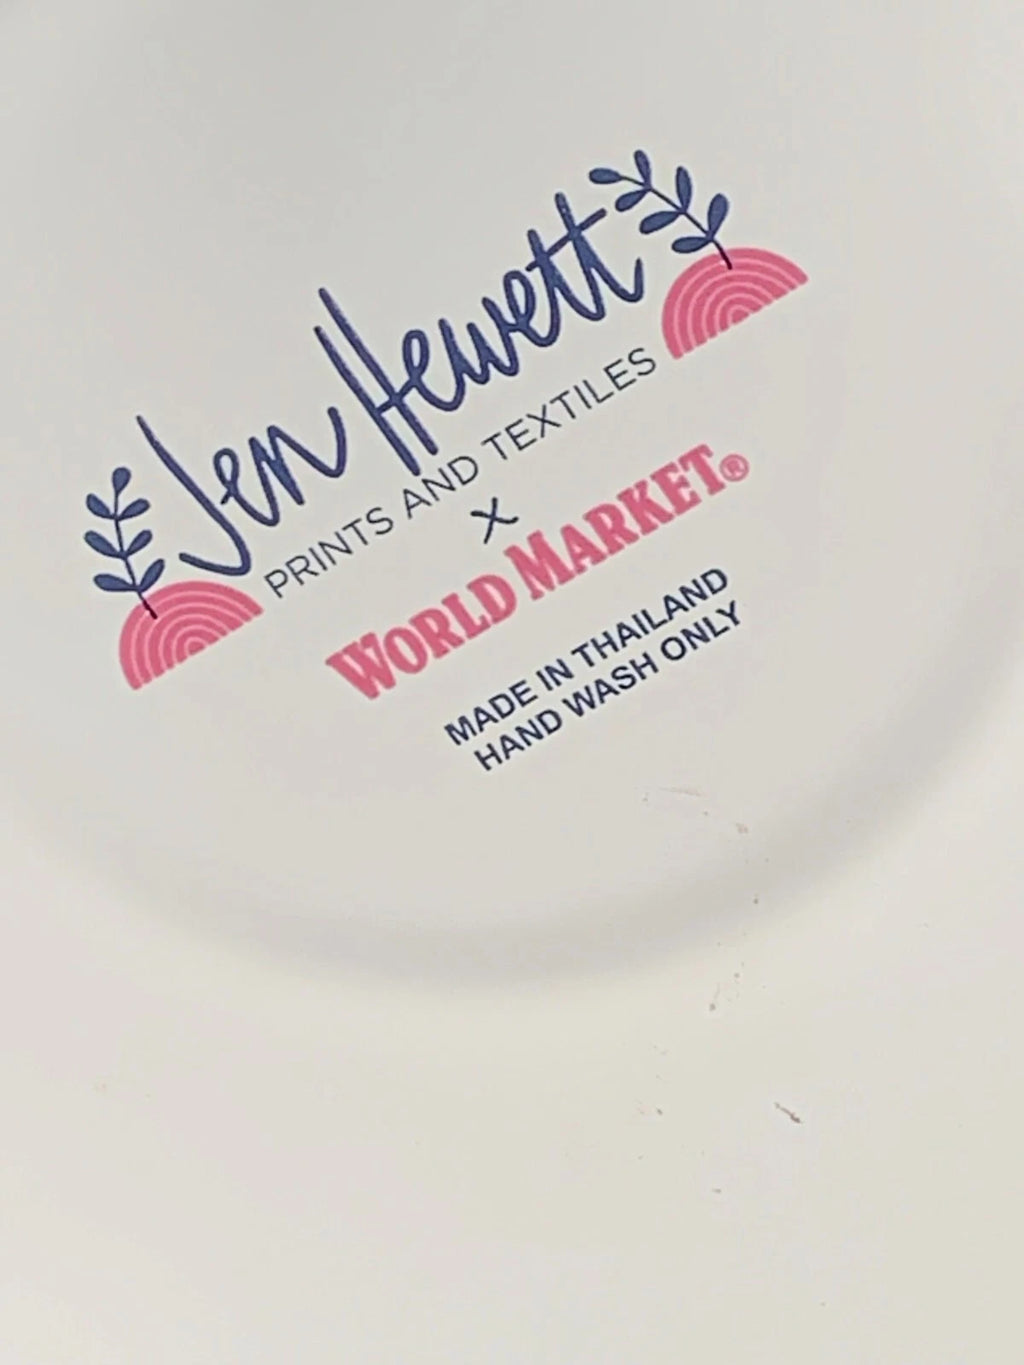 Jen Hewett
PRINTS AND TEXTILES
X
WORLD MARKET®
MADE IN THAILAND
HAND WASH ONLY